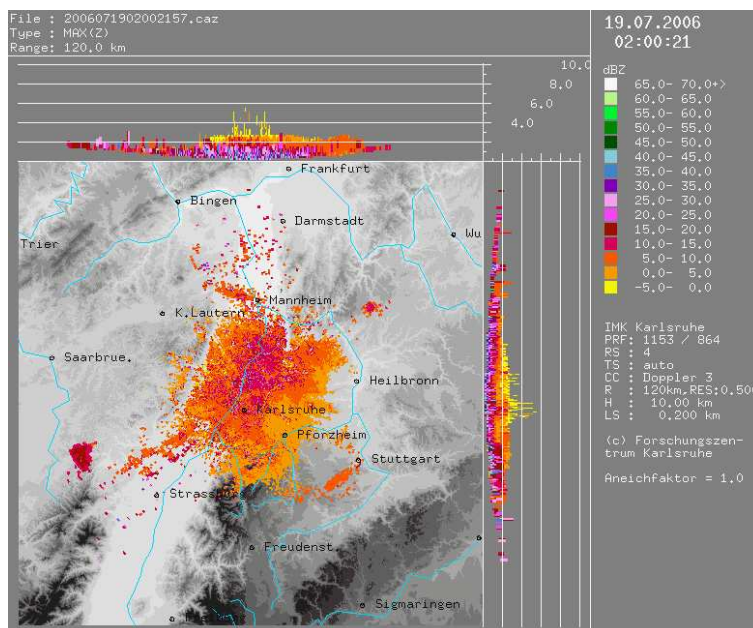 File : 2006071902002157.caz
Type : MAX(Z)
Range: 120.0 km
19.07.2006
02:00:21
10.0
8.0
6.0
4.0
dBZ
65.0- 70.0+>
60.0- 65.0
55.0- 60.0
50.0- 55.0
45.0- 50.0
40.0- 45.0
35.0- 40.0
30.0- 35.0
25.0- 30.0
20.0- 25.0
15.0- 20.0
10.0- 15.0
5.0- 10.0
0.0- 5.0
-5.0- 0.0
Frankfurt
Bingen
Darmstadt
Wu
Trier
Mannheim
K.Lautern
Saarbrue.
Heilbronn
Karlsruhe
Pforzheim
Stuttgart
Strass
Freudenst.
Sigmaringen
IMK Karlsruhe
PRF: 1153 / 864
RS : 4
TS : auto
CC : Doppler 3
R : 120km,RES:0.500
H : 10.00 km
LS : 0.200 km
(c) Forschungszen-
trum Karlsruhe
Aneichfaktor = 1.0